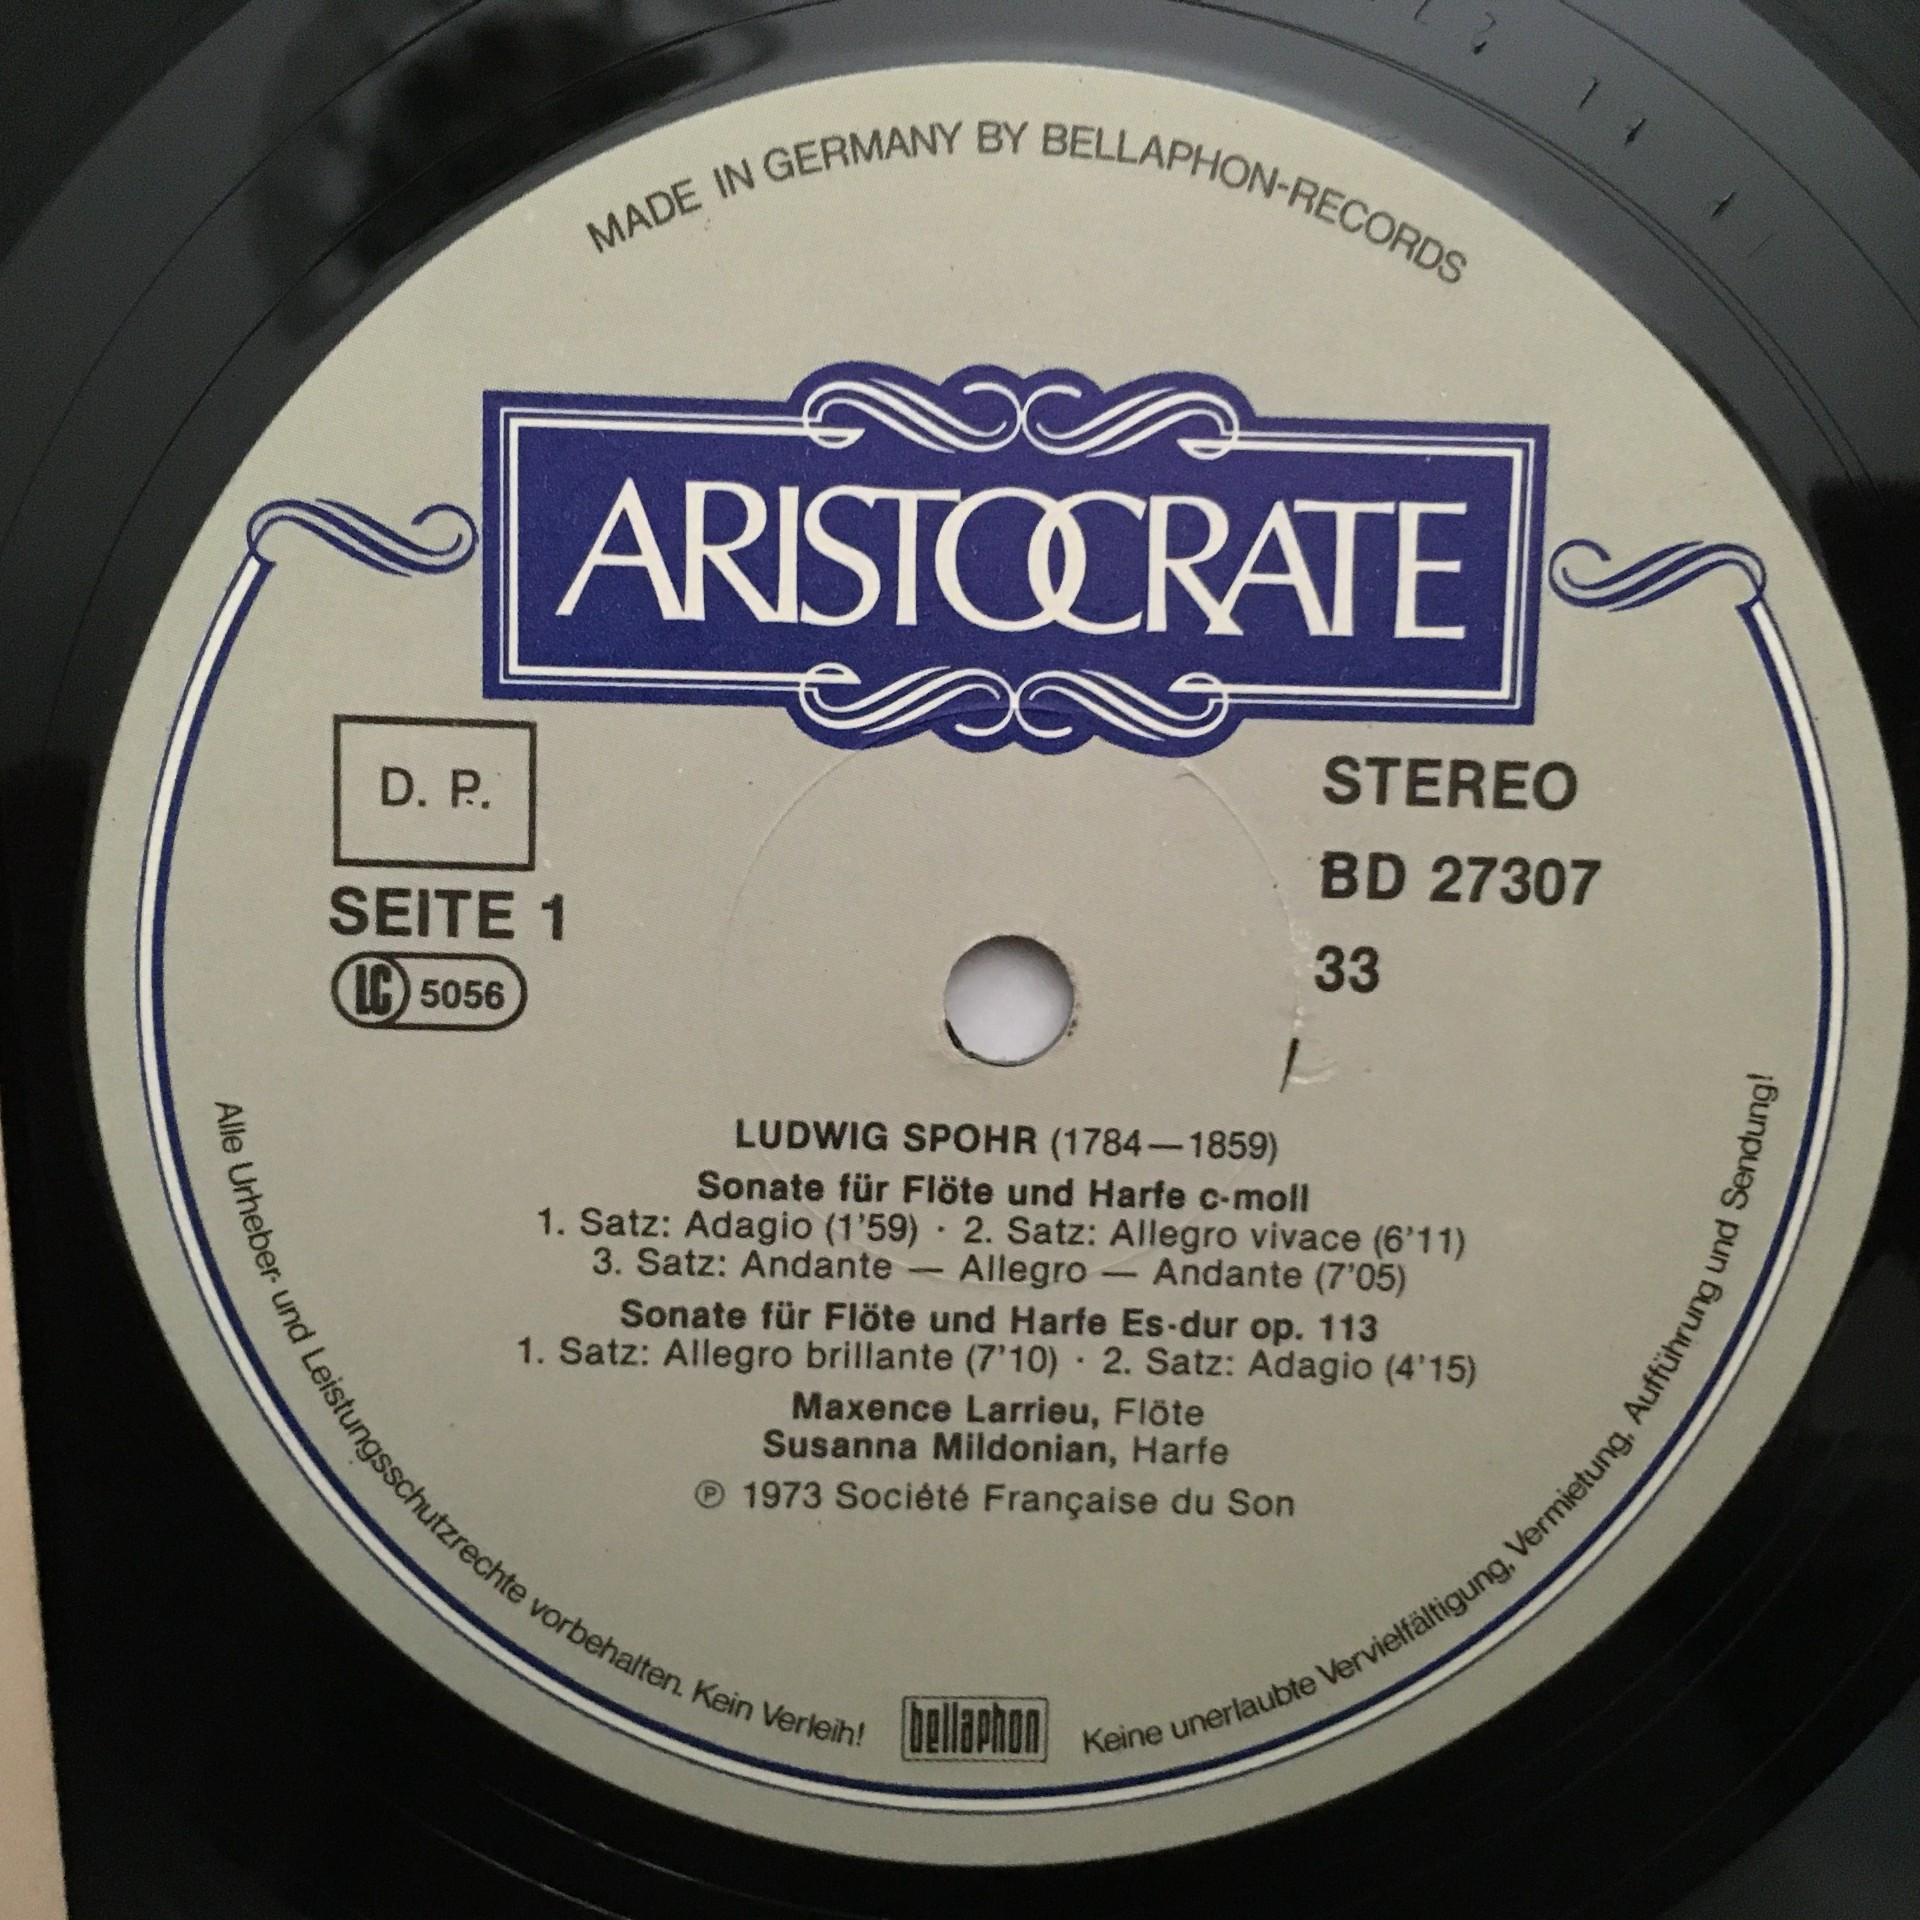 MADE IN GERMANY BY BELLAPHON-RECORDS
ARISTOCRATE
D. P.
SEITE 1
LC 5056
STEREO
BD 27307
33
LUDWIG SPOHR (1784—1859)
Sonate für Flöte und Harfe c-moll
1. Satz: Adagio (1'59) · 2. Satz: Allegro vivace (6'11)
3. Satz: Andante — Allegro — Andante (7'05)
Sonate für Flöte und Harfe Es-dur op. 113
1. Satz: Allegro brillante (7'10) · 2. Satz: Adagio (4'15)
Maxence Larrieu, Flöte
Susanna Mildonian, Harfe
℗ 1973 Société Française du Son
Alle Urheber- und Leistungsschutzrechte vorbehalten. Kein Verleih!
bellaphon
Keine unerlaubte Vervielfältigung, Vermietung, Aufführung und Sendung!